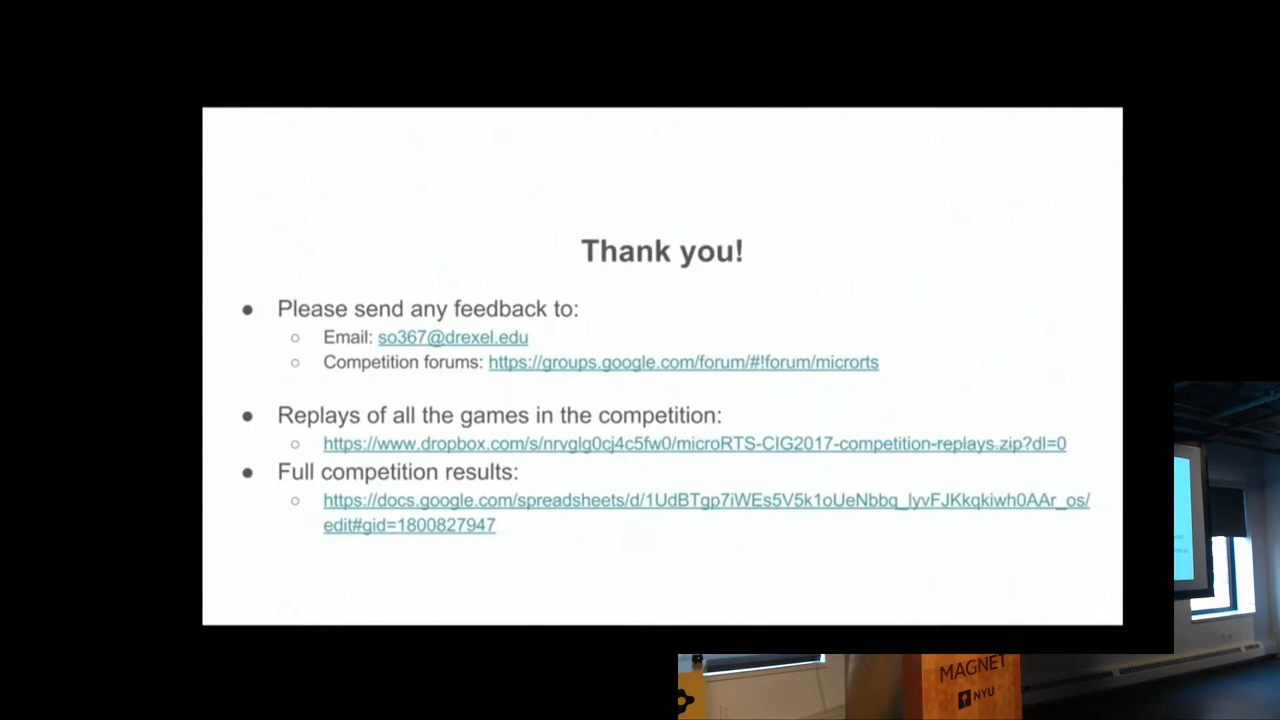 Thank you!
● Please send any feedback to:
○ Email: so367@drexel.edu
○ Competition forums: https://groups.google.com/forum/#!forum/microrts
● Replays of all the games in the competition:
○ https://www.dropbox.com/s/nrvglg0cj4c5fw0/microRTS-CIG2017-competition-replays.zip?dl=0
● Full competition results:
○ https://docs.google.com/spreadsheets/d/1UdBTgp7iWEs5V5k1oUeNbbq_lyvFJKkqkiwh0AAr_os/
edit#gid=1800827947
MAGNET
NYU